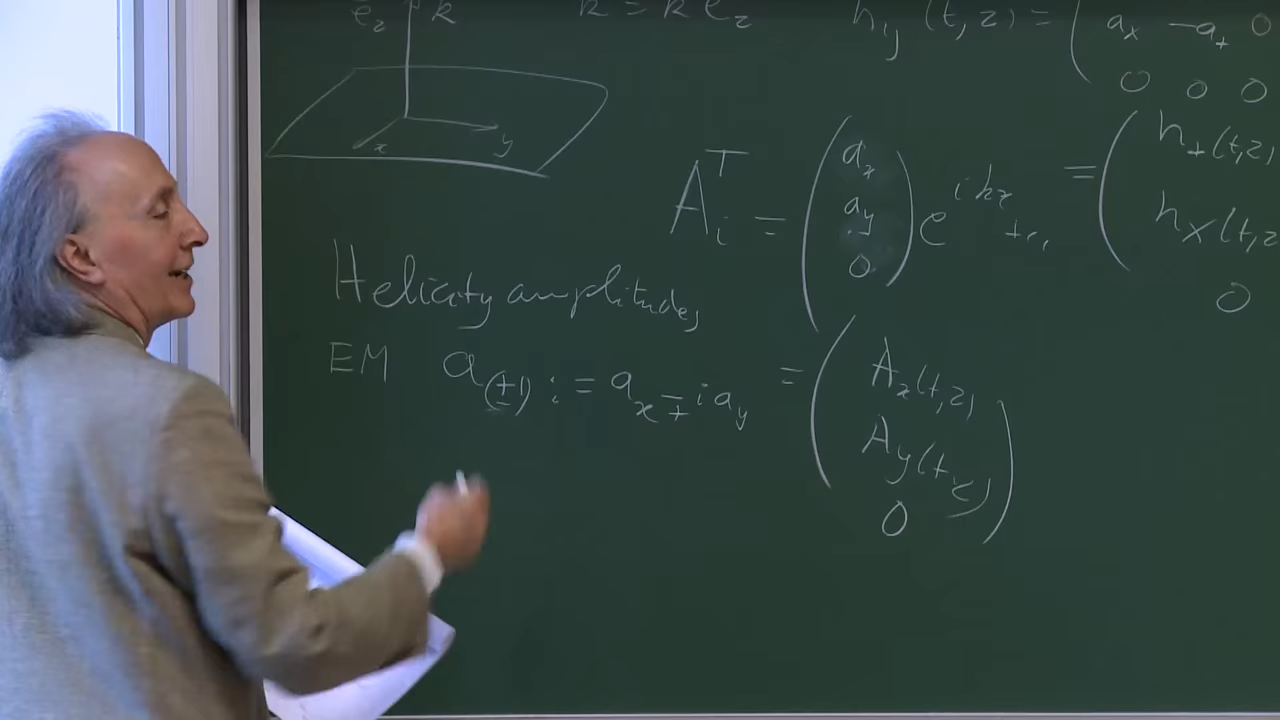 e_z k
k = k e_z
h_ij (t, z) = ( a_x -a_+ 0
0 0 0
x y
A_i^T = ( a_x a_y 0 ) e^{ikz} + ... = ( h_+(t,z) h_x(t,z 0
Helicity amplitudes
EM a_(±1) := a_x ∓ i a_y
= ( A_x(t,z) A_y(t,z) 0 )